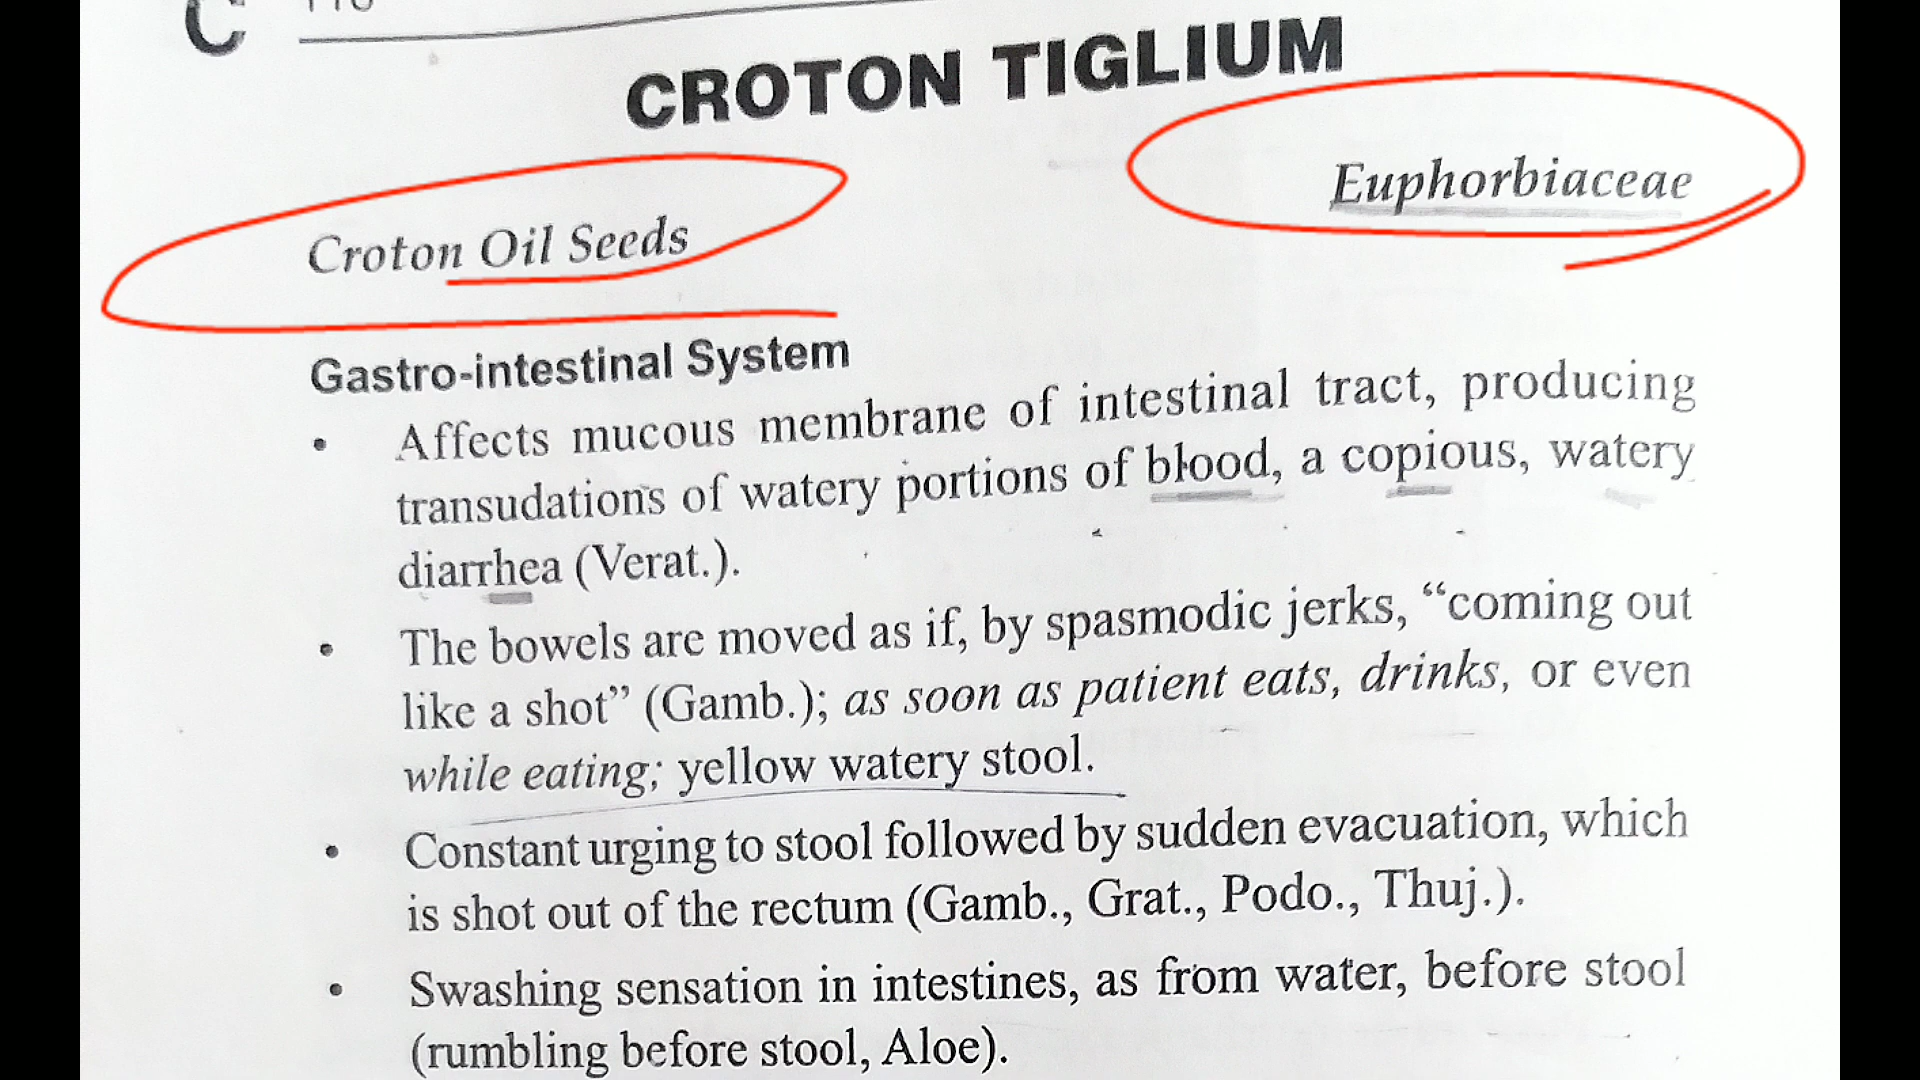 C
CROTON TIGLIUM
Euphorbiaceae
Croton Oil Seeds
Gastro-intestinal System
• Affects mucous membrane of intestinal tract, producing
transudations of watery portions of blood, a copious, watery
diarrhea (Verat.).
• The bowels are moved as if, by spasmodic jerks, “coming out
like a shot” (Gamb.); as soon as patient eats, drinks, or even
while eating; yellow watery stool.
• Constant urging to stool followed by sudden evacuation, which
is shot out of the rectum (Gamb., Grat., Podo., Thuj.).
• Swashing sensation in intestines, as from water, before stool
(rumbling before stool, Aloe).